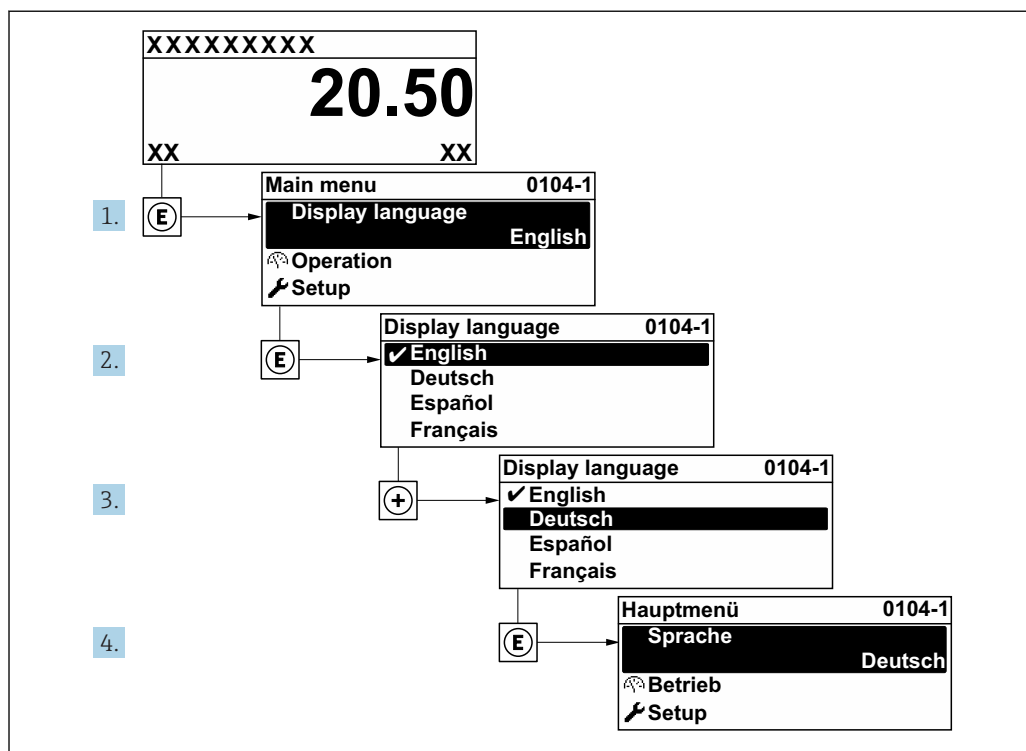 XXXXXXXXX
20.50
XX XX
1.
E
Main menu 0104-1
Display language
English
Operation
Setup
2.
E
Display language 0104-1
✔English
Deutsch
Español
Français
3.
+
Display language 0104-1
✔English
Deutsch
Español
Français
4.
E
Hauptmenü 0104-1
Sprache
Deutsch
Betrieb
Setup